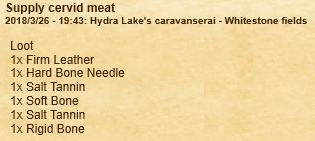 Supply cervid meat
2018/3/26 - 19:43: Hydra Lake's caravanserai - Whitestone fields
Loot
1x Firm Leather
1x Hard Bone Needle
1x Salt Tannin
1x Soft Bone
1x Salt Tannin
1x Rigid Bone